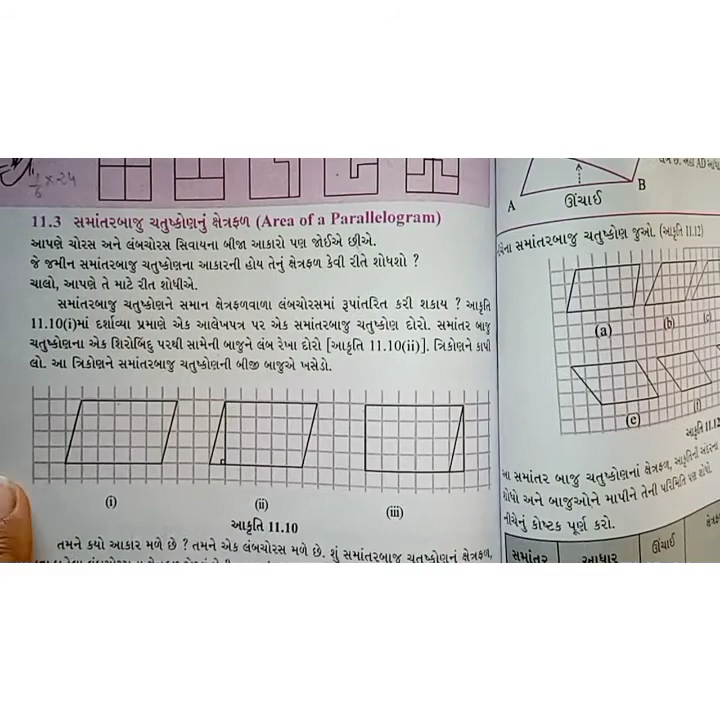 1/6 × 24
11.3 સમાંતરબાજુ ચતુષ્કોણનું ક્ષેત્રફળ (Area of a Parallelogram)
આપણે ચોરસ અને લંબચોરસ સિવાયના બીજા આકારો પણ જોઈએ છીએ.
જે જમીન સમાંતરબાજુ ચતુષ્કોણના આકારની હોય તેનું ક્ષેત્રફળ કેવી રીતે શોધશો ?
ચાલો, આપણે તે માટે રીત શોધીએ.
સમાંતરબાજુ ચતુષ્કોણને સમાન ક્ષેત્રફળવાળા લંબચોરસમાં રૂપાંતરિત કરી શકાય ? આકૃતિ
11.10(i)માં દર્શાવ્યા પ્રમાણે એક આલેખપત્ર પર એક સમાંતરબાજુ ચતુષ્કોણ દોરો. સમાંતર બાજુ
ચતુષ્કોણના એક શિરોબિંદુ પરથી સામેની બાજુને લંબ રેખા દોરો [આકૃતિ 11.10(ii)]. ત્રિકોણને કાપી
લો. આ ત્રિકોણને સમાંતરબાજુ ચતુષ્કોણની બીજી બાજુએ ખસેડો.
(i) (ii) (iii)
આકૃતિ 11.10
તમને કયો આકાર મળે છે ? તમને એક લંબચોરસ મળે છે. શું સમાંતરબાજુ ચતુષ્કોણનું ક્ષેત્રફળ,
A B
ઊંચાઈ
સમાંતરબાજુ ચતુષ્કોણ જુઓ. (આકૃતિ 11.12)
(a) (b) (c)
(e) (f)
આકૃતિ 11.12
આ સમાંતર બાજુ ચતુષ્કોણનાં ક્ષેત્રફળ, આકૃતિની અંદરના
શોધો અને બાજુઓને માપીને તેની પરિમિતિ પણ શોધો.
નીચેનું કોષ્ટક પૂર્ણ કરો.
સમાંતર આધાર ઊંચાઈ